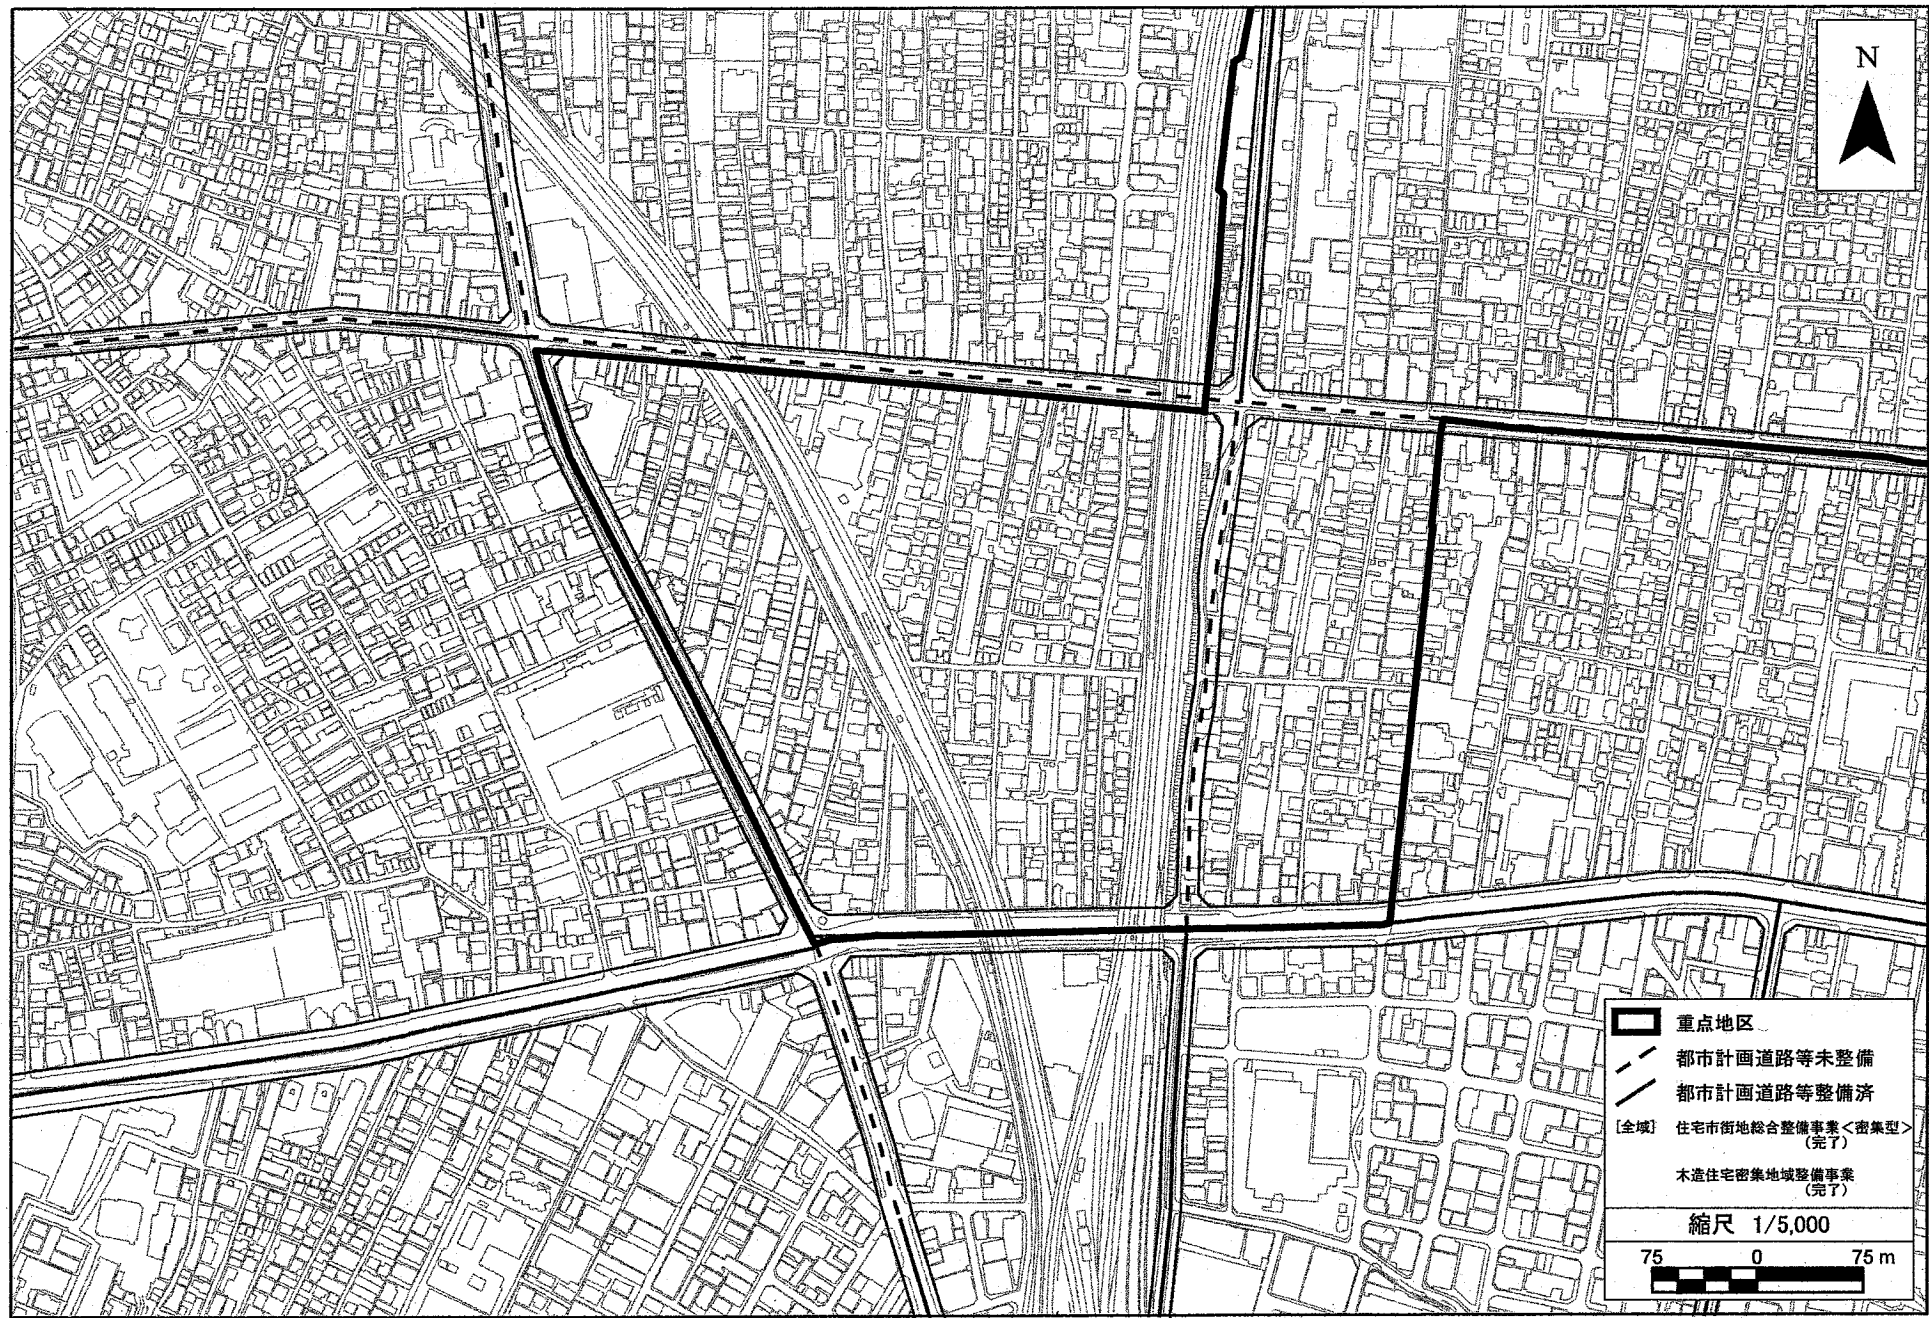 N
重点地区
都市計画道路等未整備
都市計画道路等整備済
[全域] 住宅市街地総合整備事業<密集型>
(完了)
木造住宅密集地域整備事業
(完了)
縮尺 1/5,000
75 0 75 m